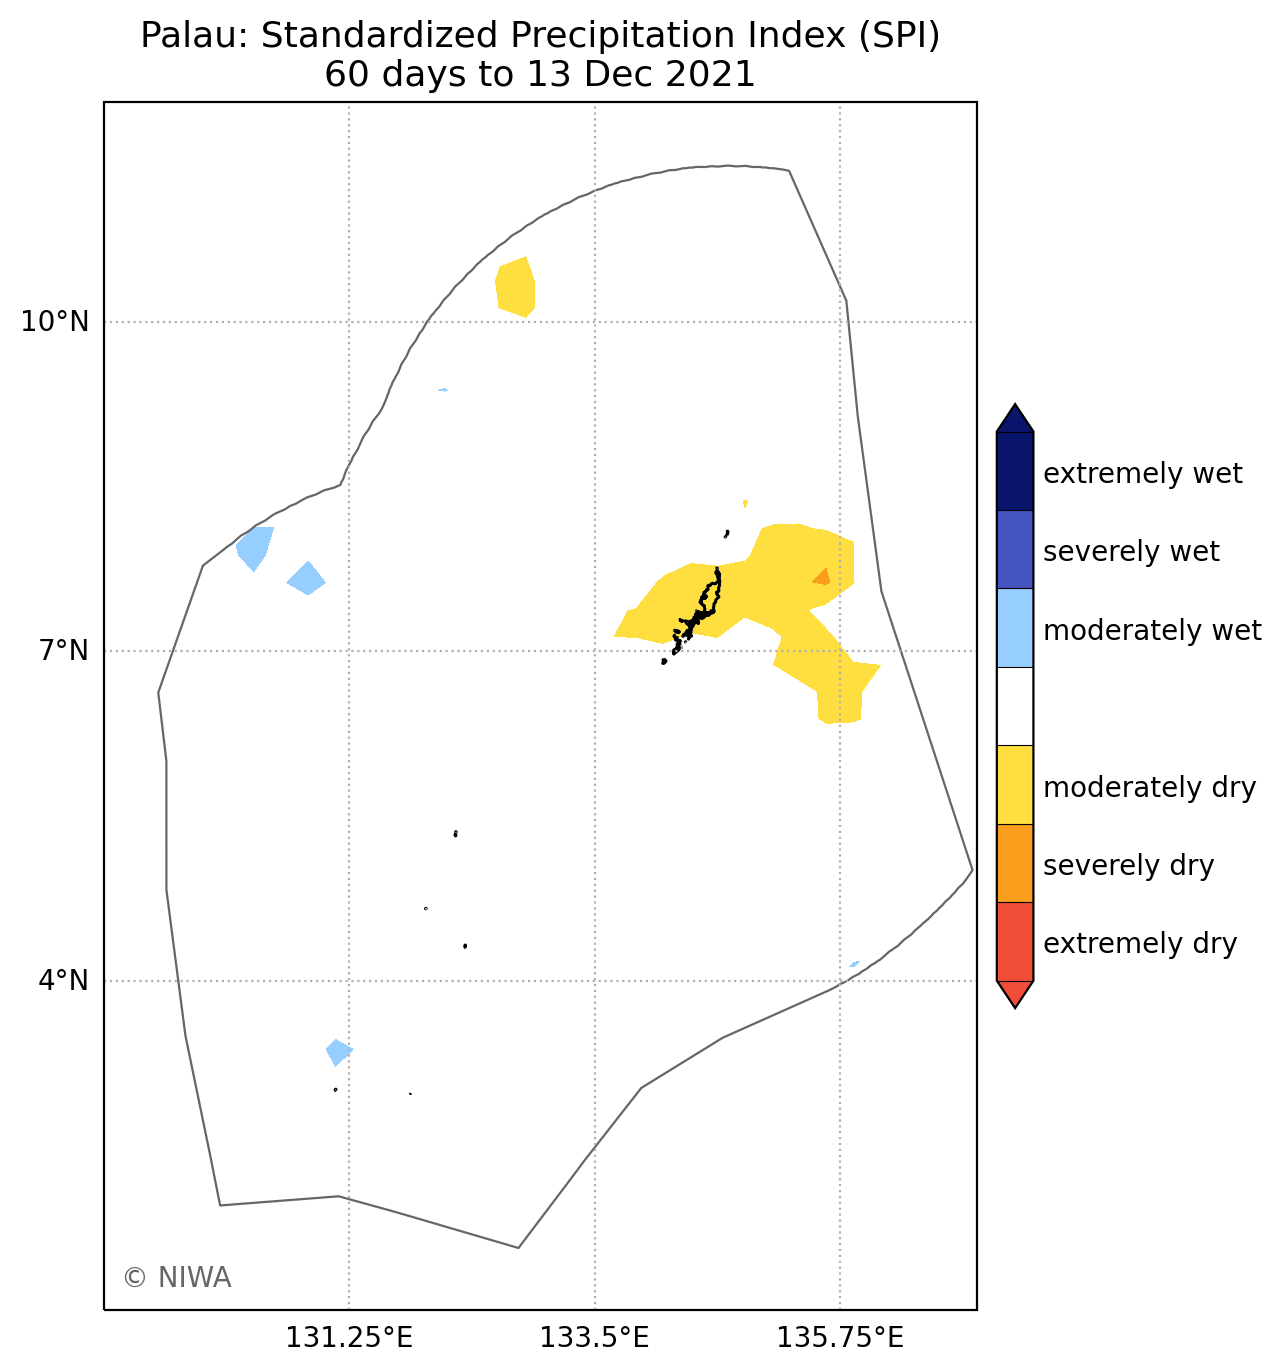 Palau: Standardized Precipitation Index (SPI)
60 days to 13 Dec 2021
10°N
7°N
4°N
131.25°E
133.5°E
135.75°E
extremely wet
severely wet
moderately wet
moderately dry
severely dry
extremely dry
© NIWA